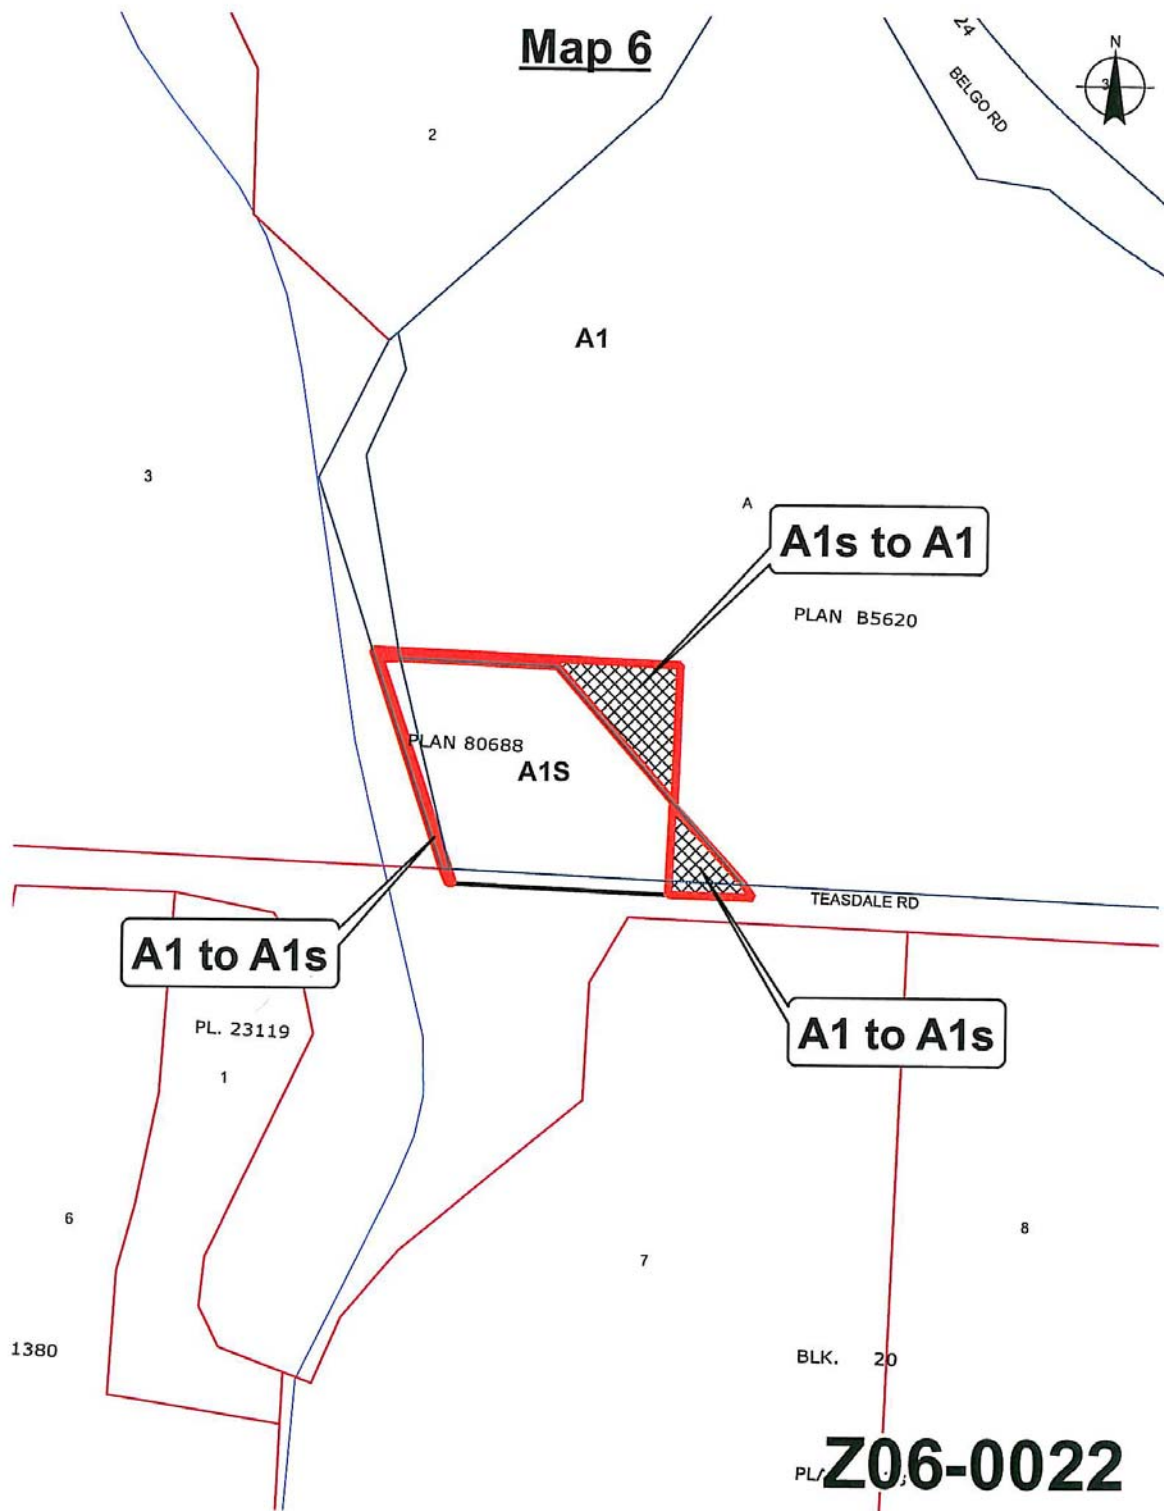 Map 6
24
N
3
BELGO RD
2
A1
3
A
A1s to A1
PLAN B5620
PLAN 80688
A1S
TEASDALE RD
A1 to A1s
A1 to A1s
PL. 23119
1
6
8
7
1380
BLK. 20
Z06-0022